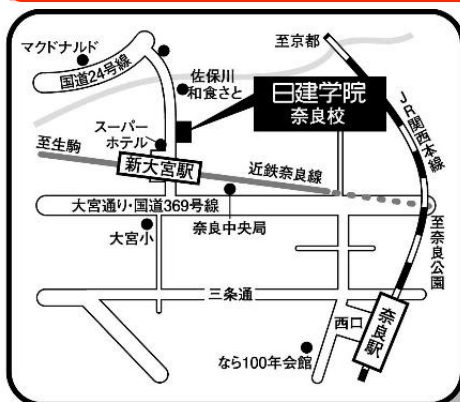 マクドナルド
国道24号線
至京都
佐保川
和食さと
日建学院
奈良校
JR関西本線
スーパー
ホテル
至生駒
新大宮駅
近鉄奈良線
大宮通り・国道369号線
大宮小
奈良中央局
至奈良公園
三条通
西口
奈良駅
なら100年会館